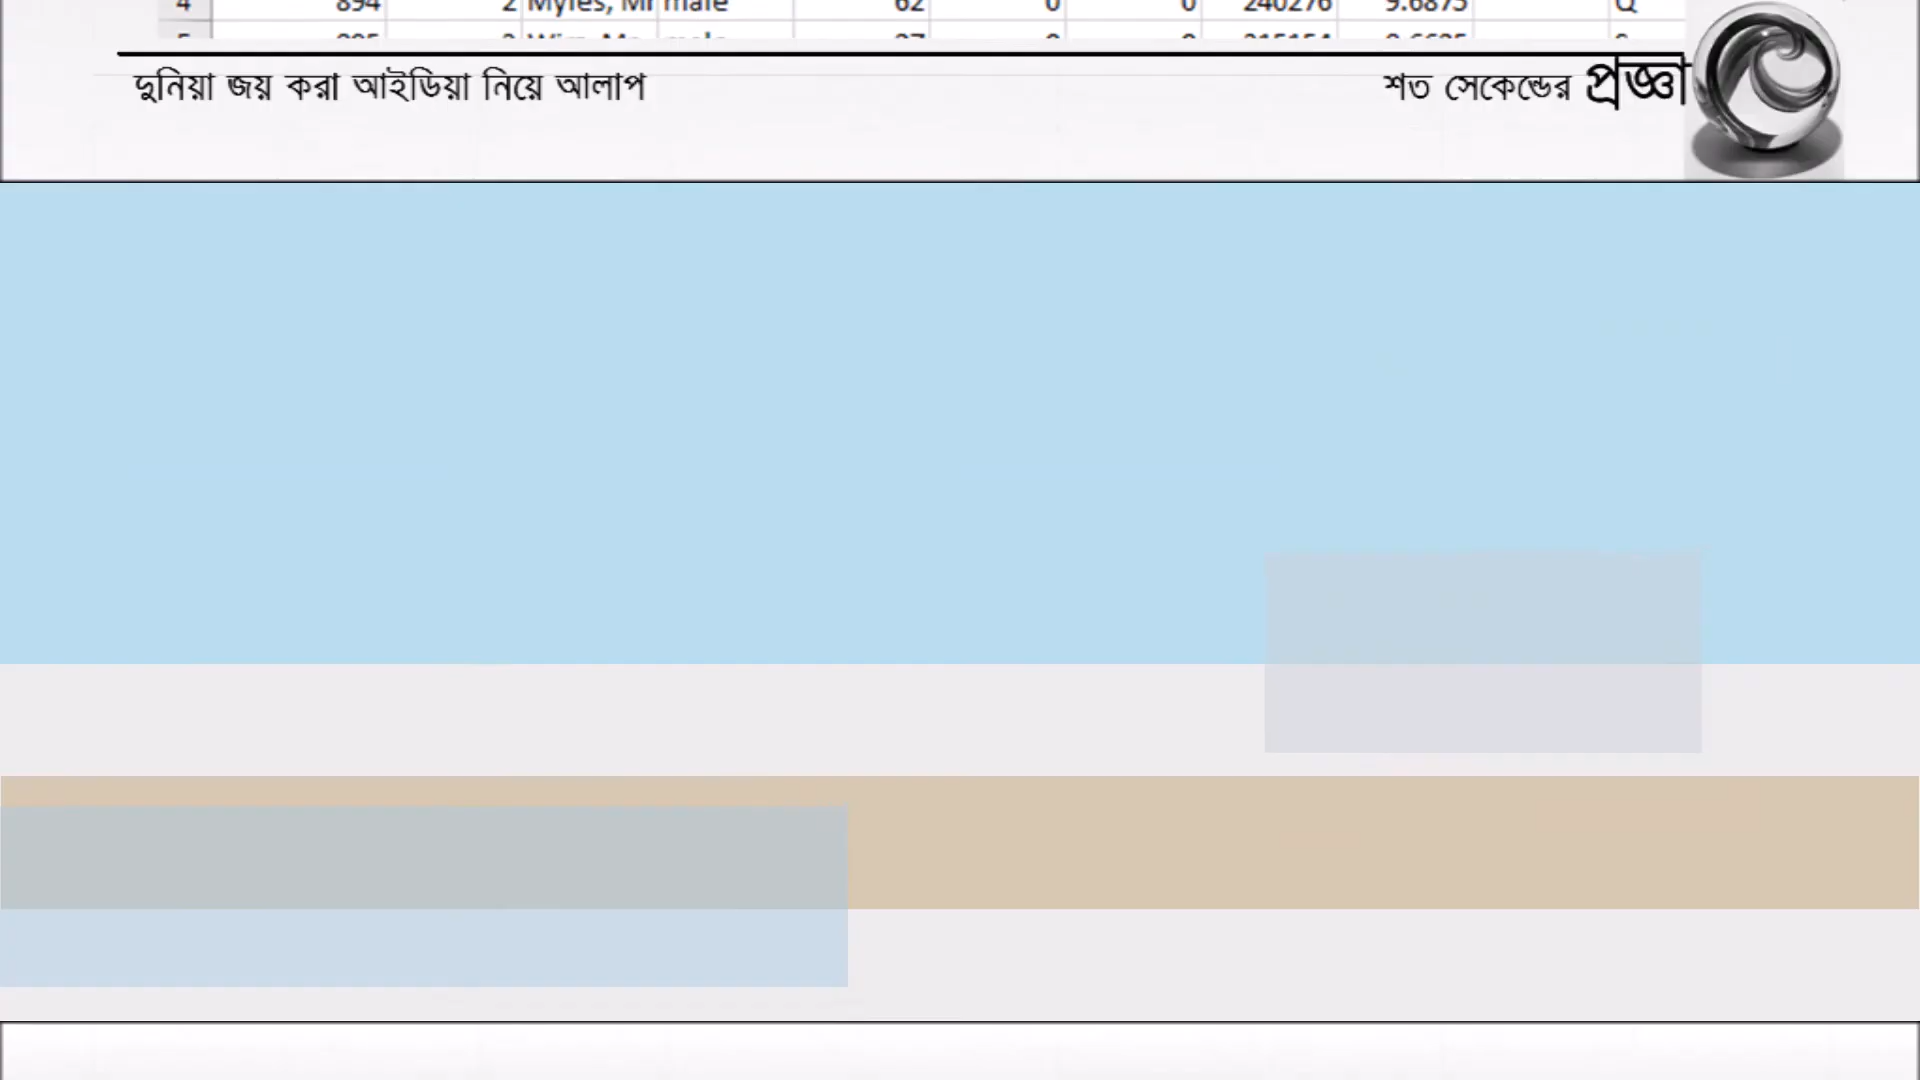 4 894 2 Myles, Mr male 62 0 0 240276 9.6875 Q
দুনিয়া জয় করা আইডিয়া নিয়ে আলাপ
শত সেকেন্ডের প্রজ্ঞা